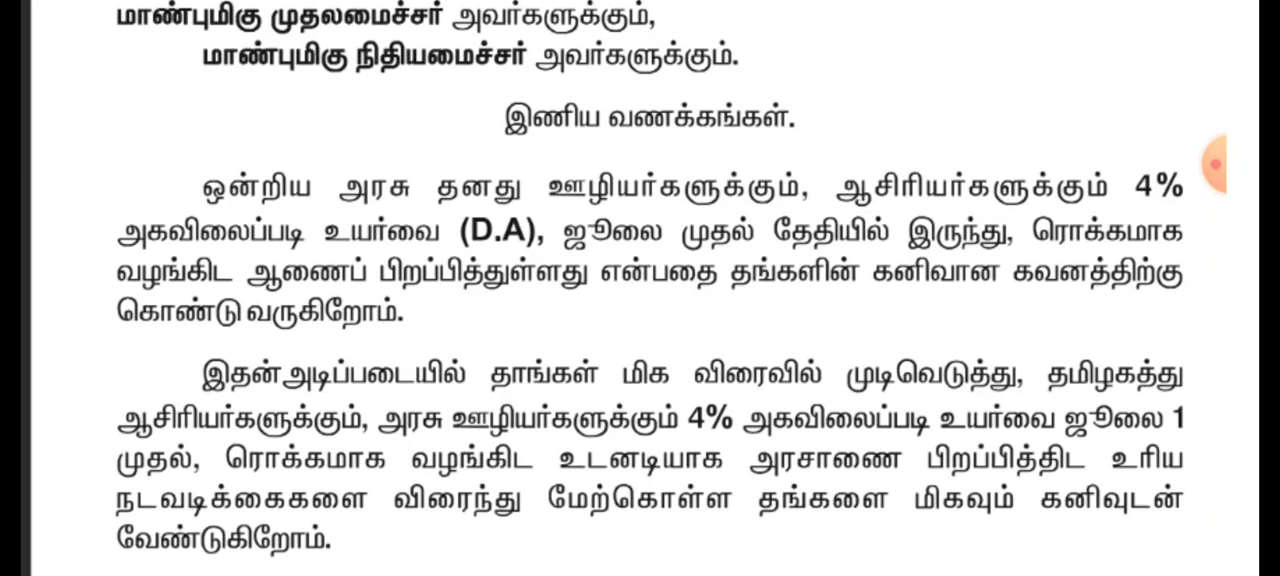 மாண்புமிகு முதலமைச்சர் அவர்களுக்கும்,
மாண்புமிகு நிதியமைச்சர் அவர்களுக்கும்.
இனிய வணக்கங்கள்.
ஒன்றிய அரசு தனது ஊழியர்களுக்கும், ஆசிரியர்களுக்கும் 4%
அகவிலைப்படி உயர்வை (D.A), ஜூலை முதல் தேதியில் இருந்து, ரொக்கமாக
வழங்கிட ஆணைப் பிறப்பித்துள்ளது என்பதை தங்களின் கனிவான கவனத்திற்கு
கொண்டு வருகிறோம்.
இதன்அடிப்படையில் தாங்கள் மிக விரைவில் முடிவெடுத்து, தமிழகத்து
ஆசிரியர்களுக்கும், அரசு ஊழியர்களுக்கும் 4% அகவிலைப்படி உயர்வை ஜூலை 1
முதல், ரொக்கமாக வழங்கிட உடனடியாக அரசாணை பிறப்பித்திட உரிய
நடவடிக்கைகளை விரைந்து மேற்கொள்ள தங்களை மிகவும் கனிவுடன்
வேண்டுகிறோம்.